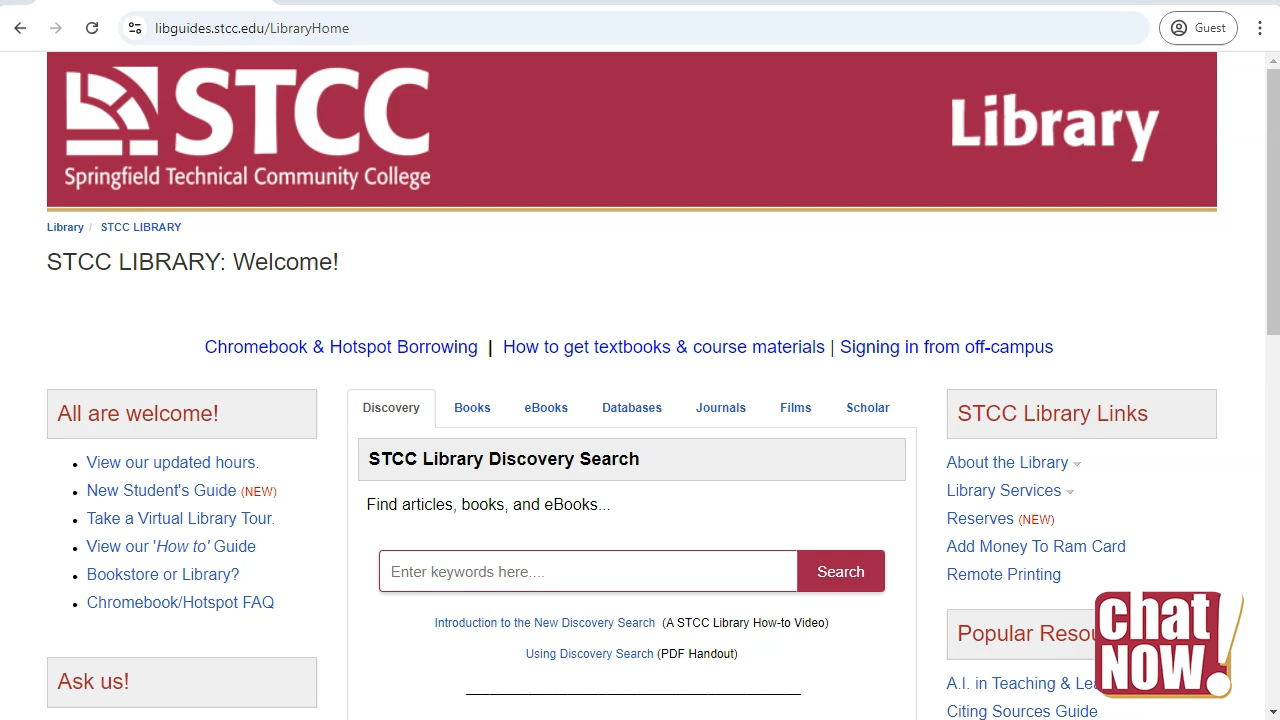 libguides.stcc.edu/LibraryHome
Guest
STCC
Springfield Technical Community College
Library
Library / STCC LIBRARY
STCC LIBRARY: Welcome!
Chromebook & Hotspot Borrowing | How to get textbooks & course materials | Signing in from off-campus
All are welcome!
View our updated hours.
New Student's Guide (NEW)
Take a Virtual Library Tour.
View our 'How to' Guide
Bookstore or Library?
Chromebook/Hotspot FAQ
Ask us!
Discovery Books eBooks Databases Journals Films Scholar
STCC Library Discovery Search
Find articles, books, and eBooks...
Enter keywords here.... Search
Introduction to the New Discovery Search (A STCC Library How-to Video)
Using Discovery Search (PDF Handout)
STCC Library Links
About the Library
Library Services
Reserves (NEW)
Add Money To Ram Card
Remote Printing
Popular
A.I. in Teaching &
Citing Sources Guide
chat
NOW!